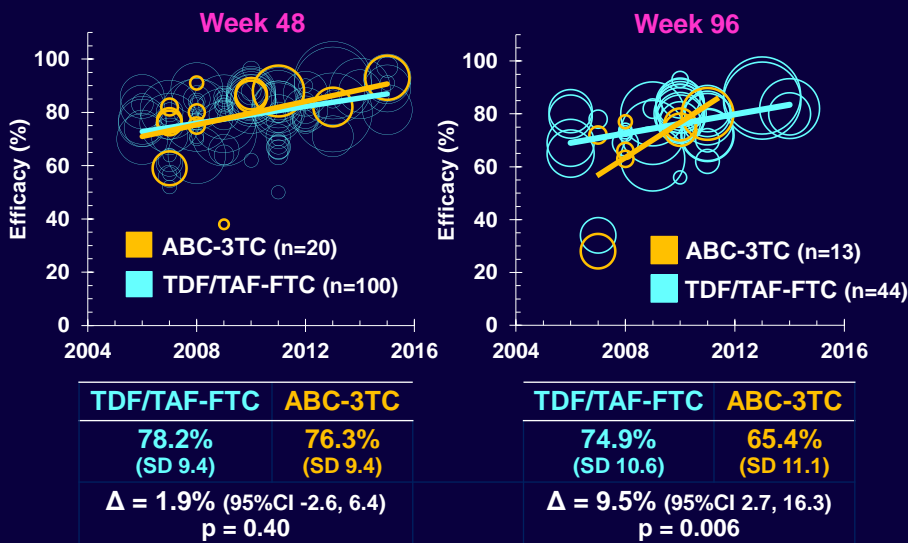 Week 48
Efficacy (%)
100
80
60
40
20
0
2004
2008
2012
2016
ABC-3TC (n=20)
TDF/TAF-FTC (n=100)
TDF/TAF-FTC ABC-3TC
78.2% 76.3%
(SD 9.4) (SD 9.4)
Δ = 1.9% (95%CI -2.6, 6.4)
p = 0.40
Week 96
Efficacy (%)
100
80
60
40
20
0
2004
2008
2012
2016
ABC-3TC (n=13)
TDF/TAF-FTC (n=44)
TDF/TAF-FTC ABC-3TC
74.9% 65.4%
(SD 10.6) (SD 11.1)
Δ = 9.5% (95%CI 2.7, 16.3)
p = 0.006